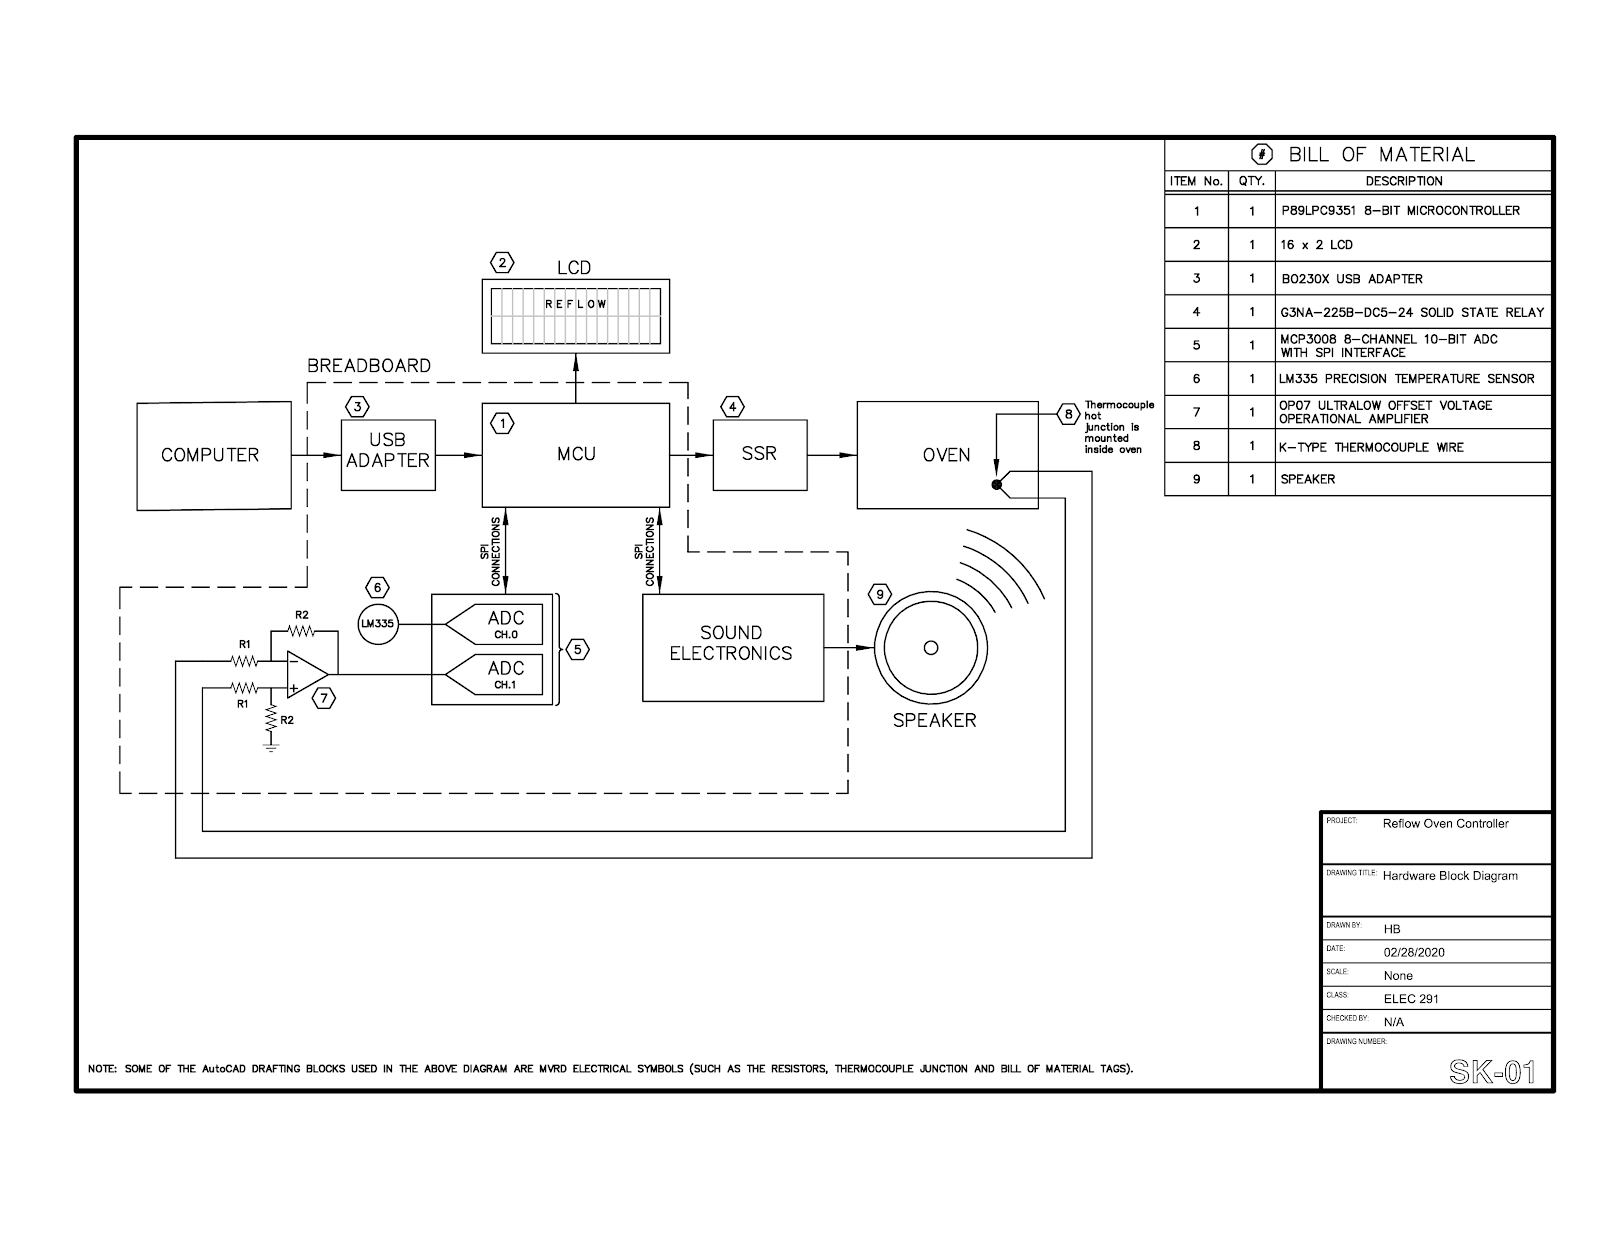 # BILL OF MATERIAL
ITEM No. QTY. DESCRIPTION
1 1 P89LPC9351 8-BIT MICROCONTROLLER
2 1 16 x 2 LCD
3 1 BO230X USB ADAPTER
4 1 G3NA-225B-DC5-24 SOLID STATE RELAY
5 1 MCP3008 8-CHANNEL 10-BIT ADC
WITH SPI INTERFACE
6 1 LM335 PRECISION TEMPERATURE SENSOR
7 1 OP07 ULTRALOW OFFSET VOLTAGE
OPERATIONAL AMPLIFIER
8 1 K-TYPE THERMOCOUPLE WIRE
9 1 SPEAKER
2
LCD
REFLOW
BREADBOARD
COMPUTER
3
USB
ADAPTER
1
MCU
4
SSR
OVEN
8
Thermocouple
hot
junction is
mounted
inside oven
SPI
CONNECTIONS
SPI
CONNECTIONS
6
LM335
ADC
CH.0
ADC
CH.1
5
R2
R1
R1
R2
-
+
7
SOUND
ELECTRONICS
9
SPEAKER
PROJECT: Reflow Oven Controller
DRAWING TITLE: Hardware Block Diagram
DRAWN BY: HB
DATE: 02/28/2020
SCALE: None
CLASS: ELEC 291
CHECKED BY: N/A
DRAWING NUMBER:
SK-01
NOTE: SOME OF THE AutoCAD DRAFTING BLOCKS USED IN THE ABOVE DIAGRAM ARE MVRD ELECTRICAL SYMBOLS (SUCH AS THE RESISTORS, THERMOCOUPLE JUNCTION AND BILL OF MATERIAL TAGS).